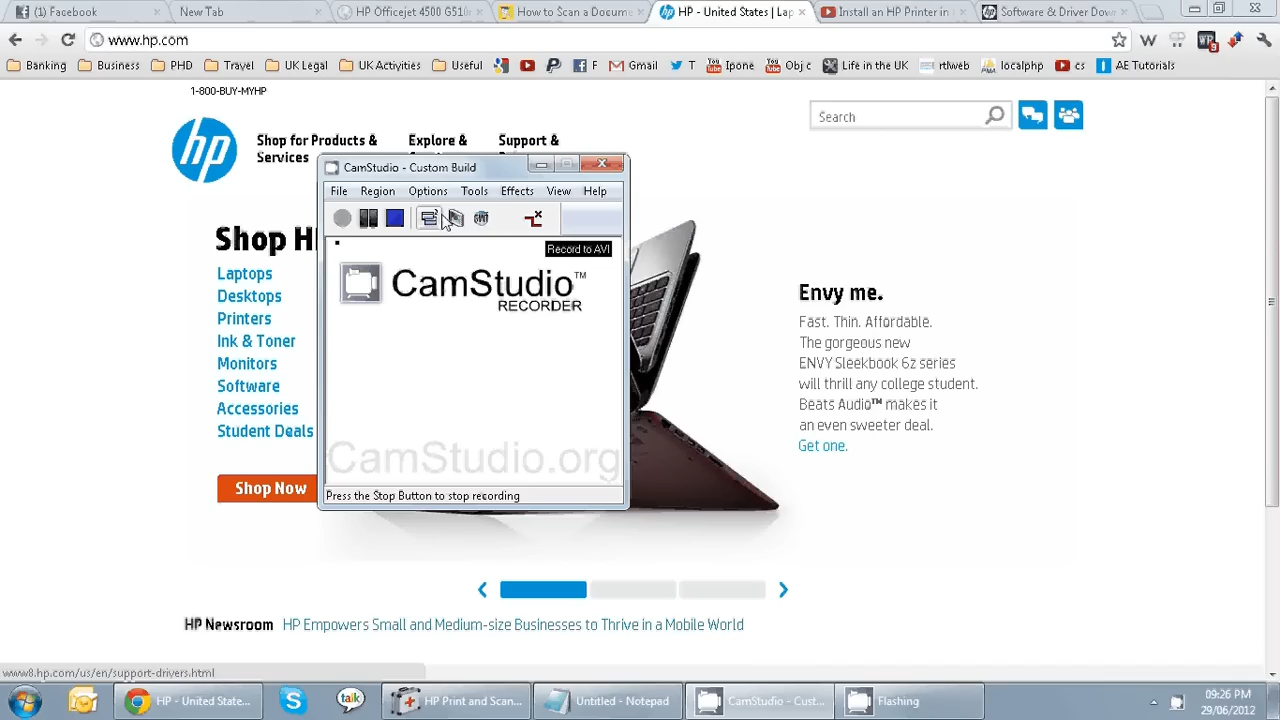 (1) Facebook
New Tab
HP Officejet 4500 G510
How to Scan a Docume
HP - United States | Lap
Install an HP Printer in
Software & Driver Dow
www.hp.com
Banking
Business
PHD
Travel
UK Legal
UK Activities
Useful
F
Gmail
T
Ipone
Obj c
Life in the UK
rtlweb
localphp
cs
AE Tutorials
1-800-BUY-MYHP
Search
hp
Shop for Products &
Services
Explore &
Support &
CamStudio - Custom Build
File Region Options Tools Effects View Help
Record to AVI
CamStudio™
RECORDER
CamStudio.org
Press the Stop Button to stop recording
Shop H
Laptops
Desktops
Printers
Ink & Toner
Monitors
Software
Accessories
Student Deals
Shop Now
Envy me.
Fast. Thin. Affordable.
The gorgeous new
ENVY Sleekbook 6z series
will thrill any college student.
Beats Audio™ makes it
an even sweeter deal.
Get one.
HP Newsroom HP Empowers Small and Medium-size Businesses to Thrive in a Mobile World
www8.hp.com/us/en/support-drivers.html
HP - United State...
talk
HP Print and Scan...
Untitled - Notepad
CamStudio - Cust...
Flashing
09:26 PM
29/06/2012